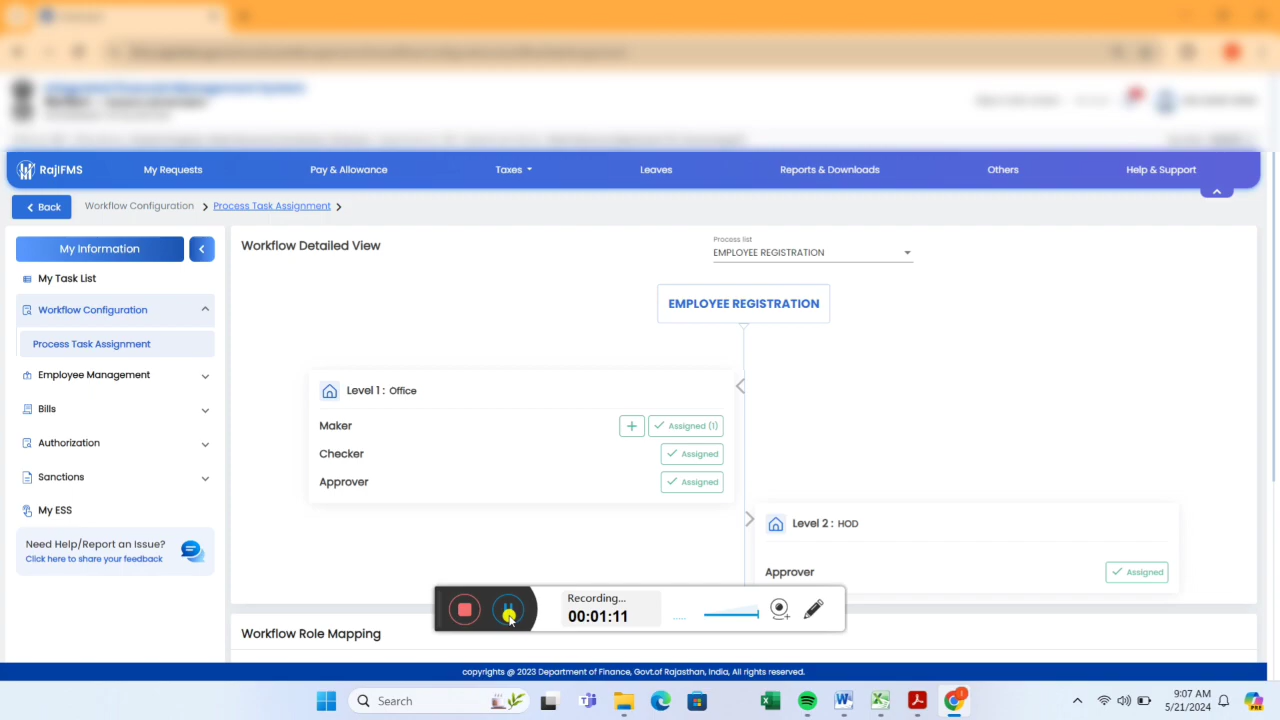 Integrated Financial Management System
RajIFMS
My Requests
Pay & Allowance
Taxes
Leaves
Reports & Downloads
Others
Help & Support
Back
Workflow Configuration
Process Task Assignment
My Information
My Task List
Workflow Configuration
Process Task Assignment
Employee Management
Bills
Authorization
Sanctions
My ESS
Need Help/Report an Issue?
Click here to share your feedback
Workflow Detailed View
Process list
EMPLOYEE REGISTRATION
EMPLOYEE REGISTRATION
Level 1 : Office
Maker
+ Assigned (1)
Checker
Assigned
Approver
Assigned
Level 2 : HOD
Approver
Assigned
Recording...
00:01:11
Workflow Role Mapping
copyrights @ 2023 Department of Finance, Govt.of Rajasthan, India, All rights reserved.
Search
9:07 AM
5/21/2024